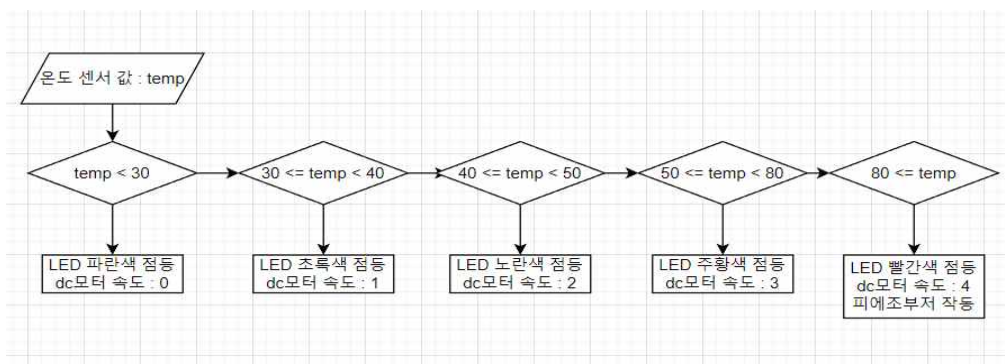 온도 센서 값 : temp
temp < 30
30 <= temp < 40
40 <= temp < 50
50 <= temp < 80
80 <= temp
LED 파란색 점등
dc모터 속도 : 0
LED 초록색 점등
dc모터 속도 : 1
LED 노란색 점등
dc모터 속도 : 2
LED 주황색 점등
dc모터 속도 : 3
LED 빨간색 점등
dc모터 속도 : 4
피에조부저 작동